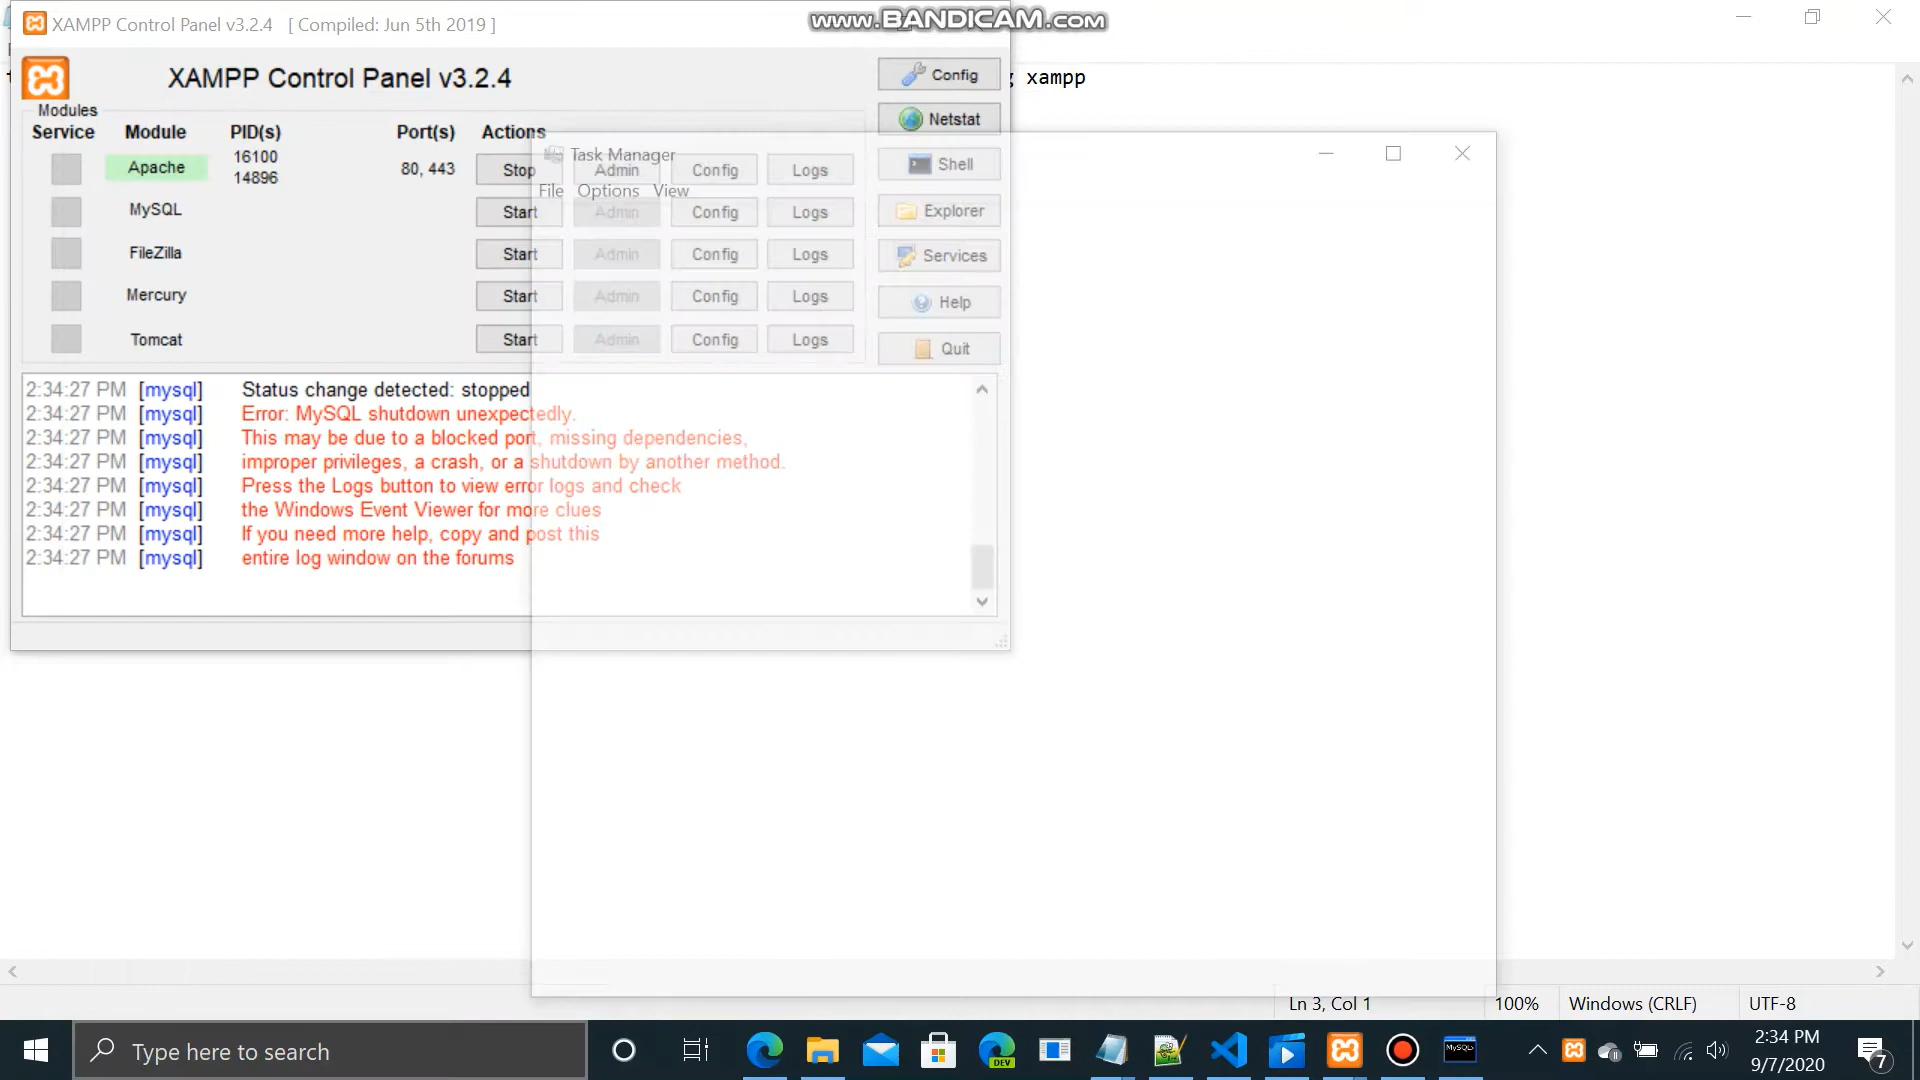 XAMPP Control Panel v3.2.4 [ Compiled: Jun 5th 2019 ]
www.BANDICAM.com
XAMPP Control Panel v3.2.4
Config
xampp
Modules
Service Module PID(s) Port(s) Actions
Netstat
Task Manager
File Options View
Apache 16100 14896 80, 443 Stop Admin Config Logs
Shell
MySQL Start Admin Config Logs
Explorer
FileZilla Start Admin Config Logs
Services
Mercury Start Admin Config Logs
Help
Tomcat Start Admin Config Logs
Quit
2:34:27 PM [mysql] Status change detected: stopped
2:34:27 PM [mysql] Error: MySQL shutdown unexpectedly.
2:34:27 PM [mysql] This may be due to a blocked port, missing dependencies,
2:34:27 PM [mysql] improper privileges, a crash, or a shutdown by another method.
2:34:27 PM [mysql] Press the Logs button to view error logs and check
2:34:27 PM [mysql] the Windows Event Viewer for more clues
2:34:27 PM [mysql] If you need more help, copy and post this
2:34:27 PM [mysql] entire log window on the forums
Ln 3, Col 1 100% Windows (CRLF) UTF-8
Type here to search
DEV
MySQL
2:34 PM
9/7/2020
7